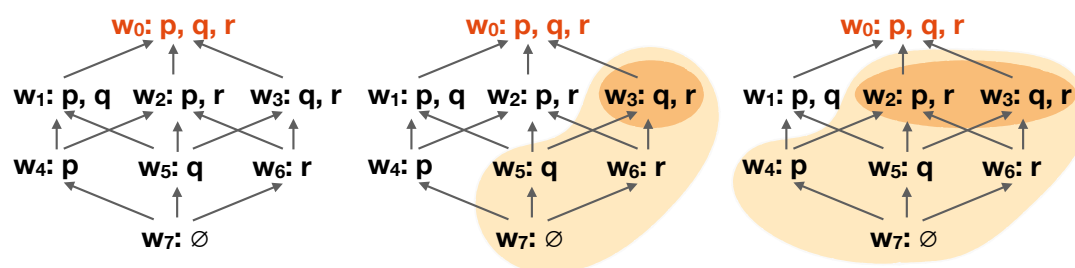 w₀: p, q, r
w₁: p, q w₂: p, r w₃: q, r
w₄: p w₅: q w₆: r
w₇: ∅
w₀: p, q, r
w₁: p, q w₂: p, r w₃: q, r
w₄: p w₅: q w₆: r
w₇: ∅
w₀: p, q, r
w₁: p, q w₂: p, r w₃: q, r
w₄: p w₅: q w₆: r
w₇: ∅